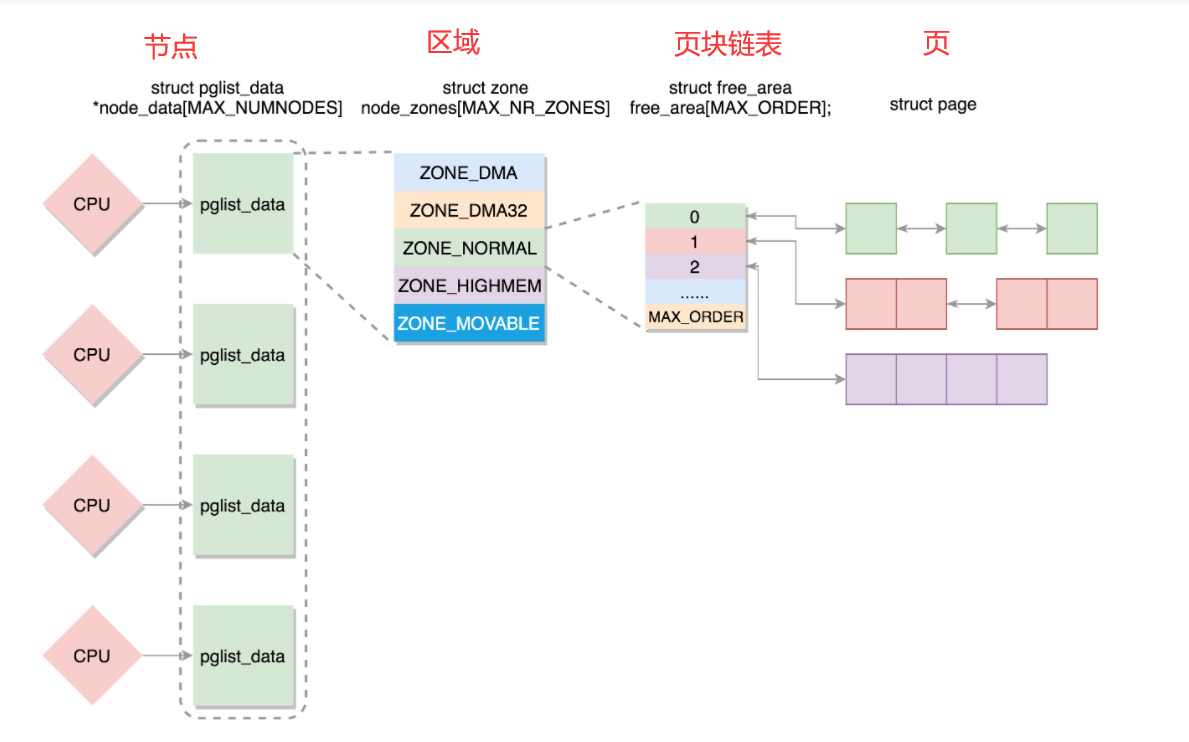 节点
区域
页块链表
页
struct pglist_data
*node_data[MAX_NUMNODES]
struct zone
node_zones[MAX_NR_ZONES]
struct free_area
free_area[MAX_ORDER];
struct page
CPU
pglist_data
ZONE_DMA
ZONE_DMA32
ZONE_NORMAL
ZONE_HIGHMEM
ZONE_MOVABLE
0
1
2
......
MAX_ORDER
CPU
pglist_data
CPU
pglist_data
CPU
pglist_data